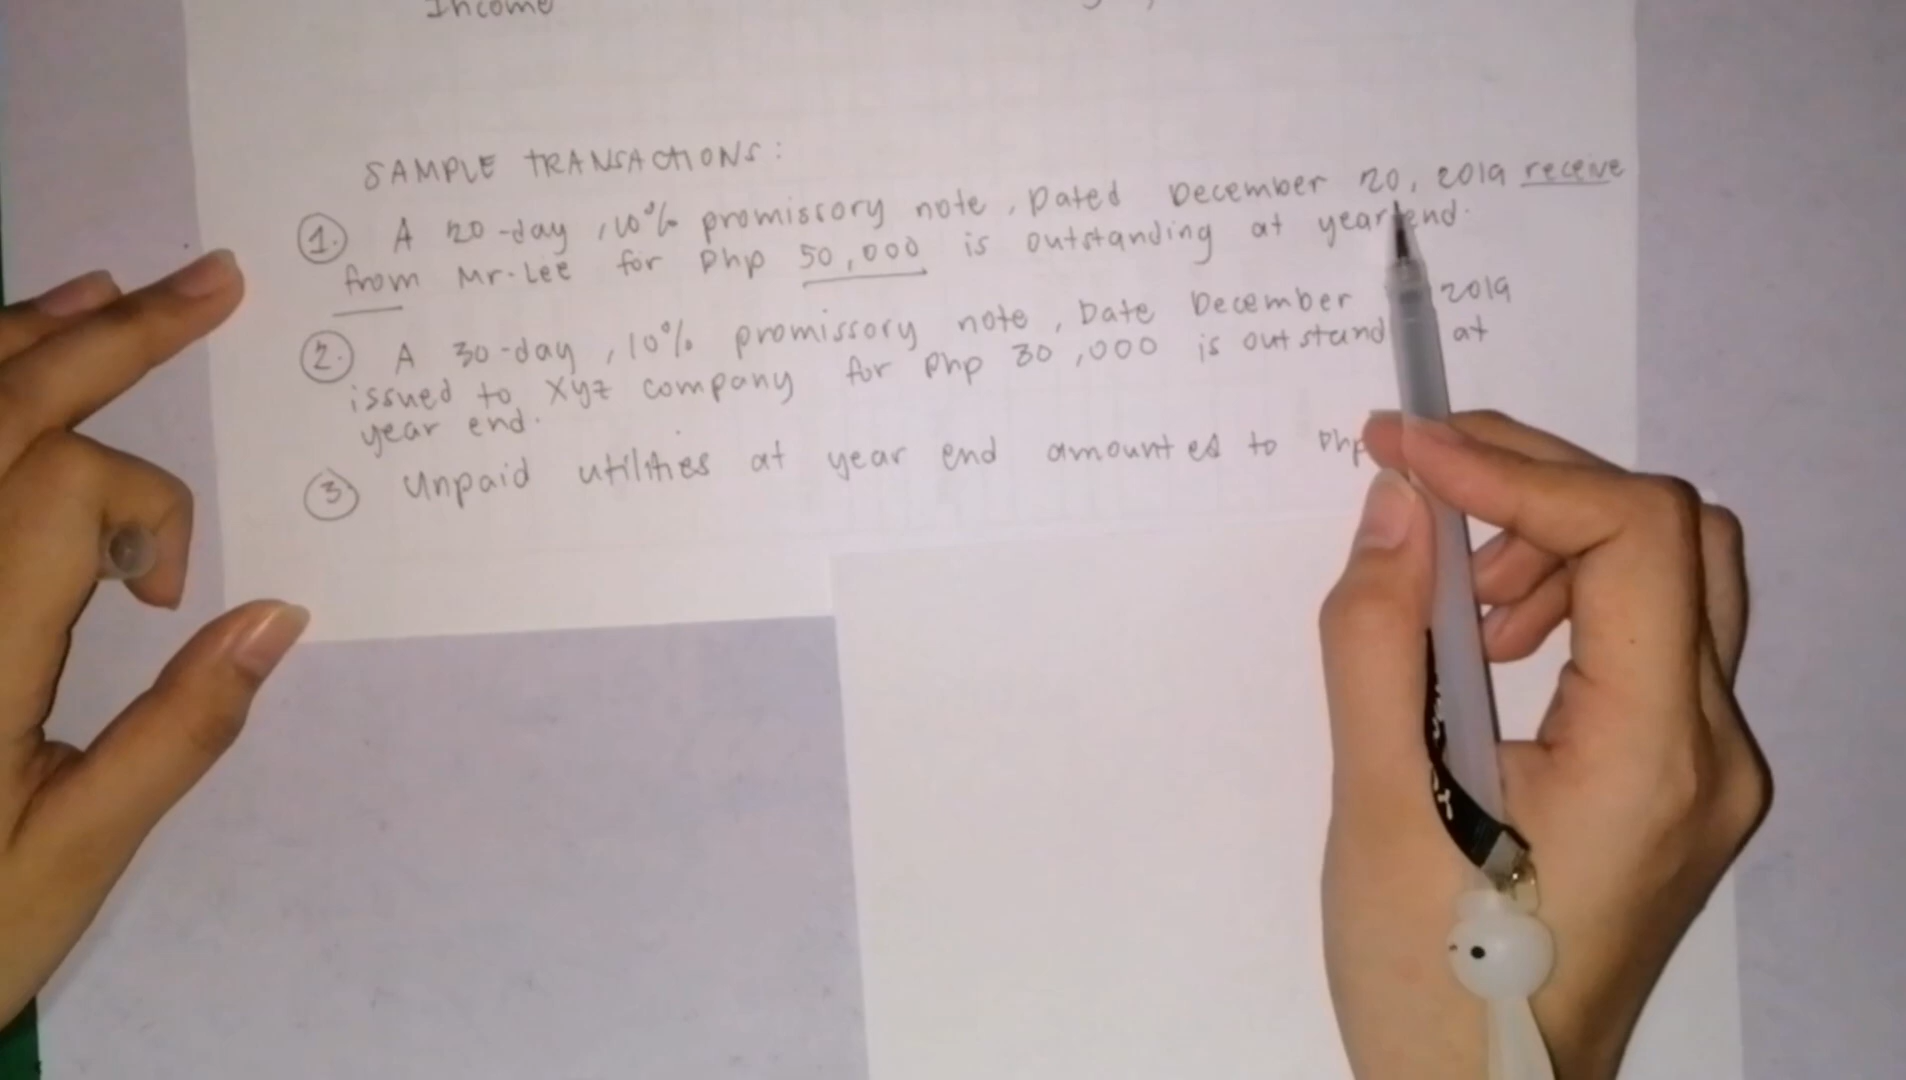 Income
SAMPLE TRANSACTIONS:
1. A 20-day, 10% promissory note, Dated December 20, 2019 receive
from Mr. Lee for Php 50,000 is outstanding at year end.
2. A 30-day, 10% promissory note, Date December 2019
issued to XYZ company for Php 30,000 is outstand at
year end.
3 Unpaid utilities at year end amounted to Php